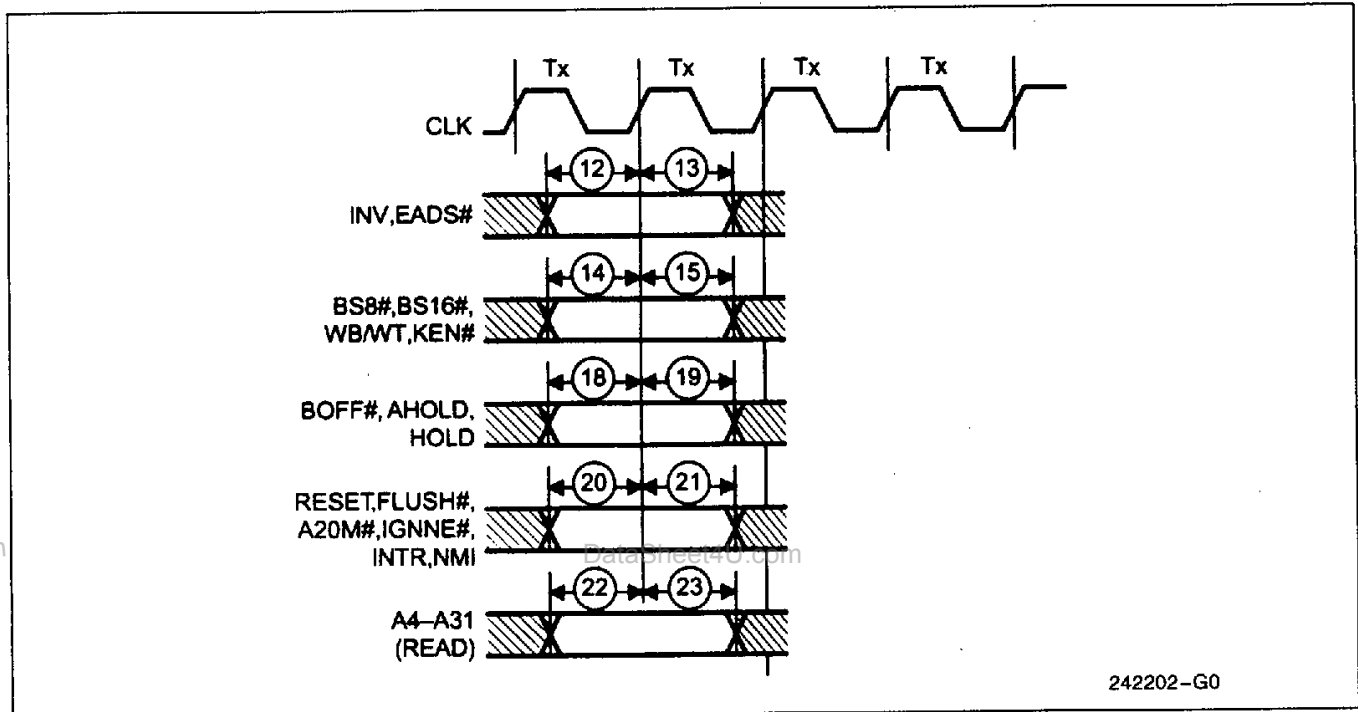 Tx Tx Tx Tx
CLK
12 13
INV,EADS#
14 15
BS8#,BS16#,
WB/WT,KEN#
18 19
BOFF#, AHOLD,
HOLD
20 21
RESET,FLUSH#,
A20M#,IGNNE#,
INTR,NMI
DataSheet4U.com
22 23
A4–A31
(READ)
242202–G0
m